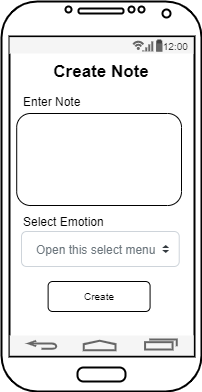 12:00
Create Note
Enter Note
Select Emotion
Open this select menu
Create